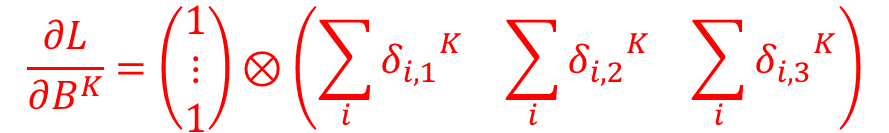 ∂L/∂B^K = (1 ⋮ 1) ⊗ (∑_i δ_{i,1}^K ∑_i δ_{i,2}^K ∑_i δ_{i,3}^K)